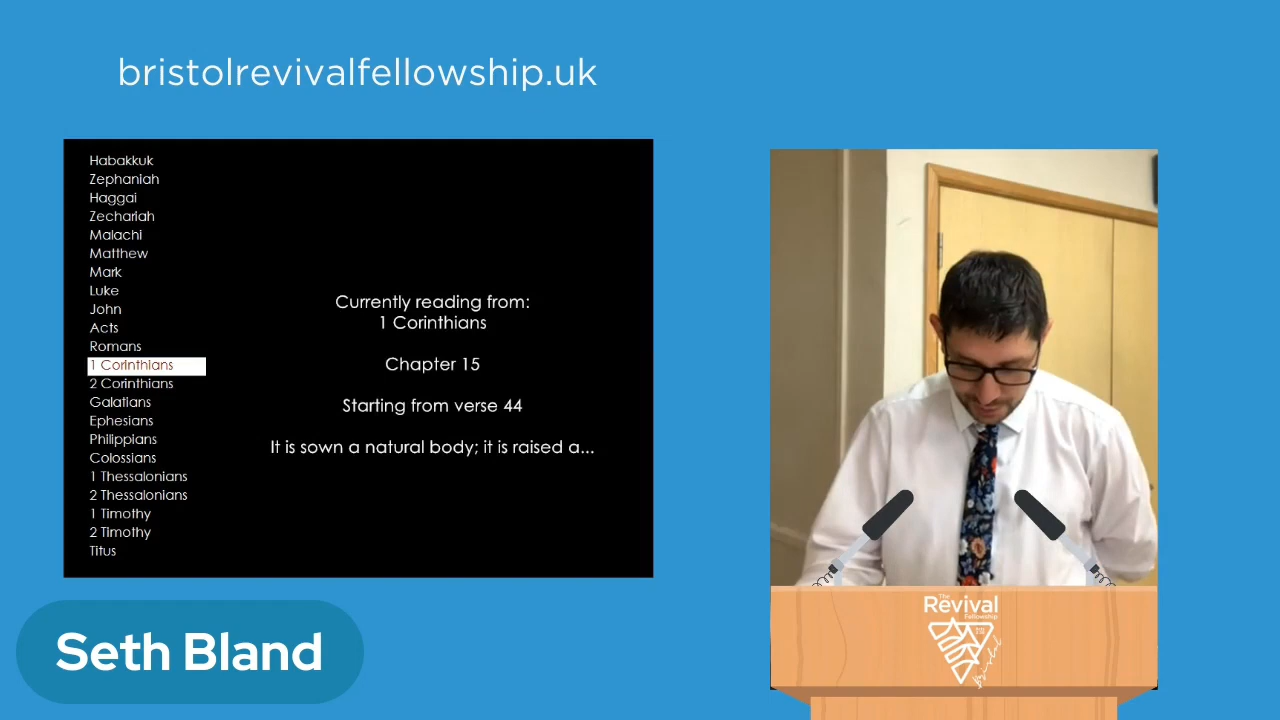 bristolrevivalfellowship.uk
Habakkuk
Zephaniah
Haggai
Zechariah
Malachi
Matthew
Mark
Luke
John
Acts
Romans
1 Corinthians
2 Corinthians
Galatians
Ephesians
Philippians
Colossians
1 Thessalonians
2 Thessalonians
1 Timothy
2 Timothy
Titus
Currently reading from:
1 Corinthians
Chapter 15
Starting from verse 44
It is sown a natural body; it is raised a...
The
Revival
Fellowship
Bristol
Seth Bland